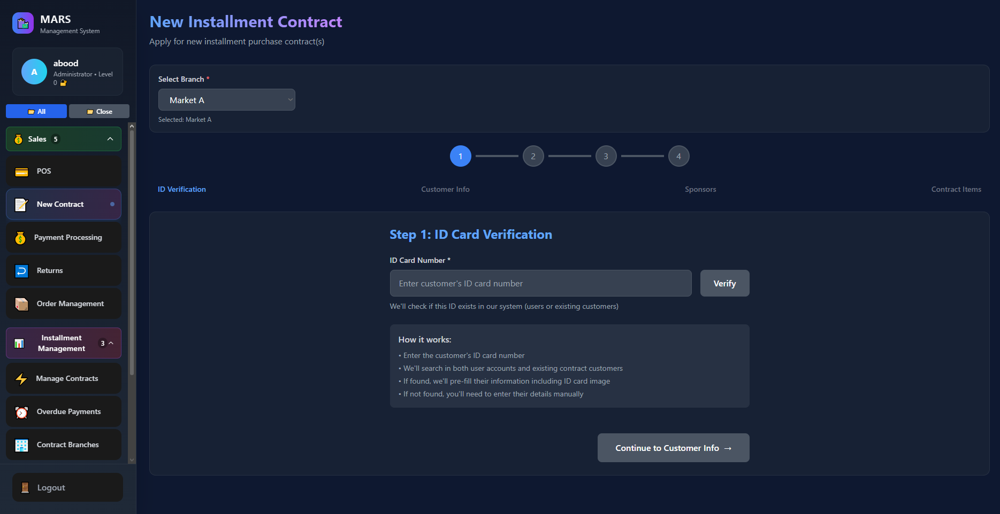 MARS
Management System
A
abood
Administrator • Level
0
All
Close
Sales 5
POS
New Contract
Payment Processing
Returns
Order Management
Installment
Management
3
Manage Contracts
Overdue Payments
Contract Branches
Logout
New Installment Contract
Apply for new installment purchase contract(s)
Select Branch *
Market A
Selected: Market A
1
2
3
4
ID Verification
Customer Info
Sponsors
Contract Items
Step 1: ID Card Verification
ID Card Number *
Enter customer's ID card number
Verify
We'll check if this ID exists in our system (users or existing customers)
How it works:
• Enter the customer's ID card number
• We'll search in both user accounts and existing contract customers
• If found, we'll pre-fill their information including ID card image
• If not found, you'll need to enter their details manually
Continue to Customer Info →